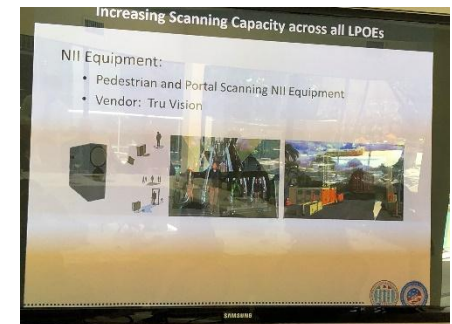 Increasing Scanning Capacity across all LPOEs
NII Equipment:
• Pedestrian and Portal Scanning NII Equipment
• Vendor: Tru Vision
SAMSUNG